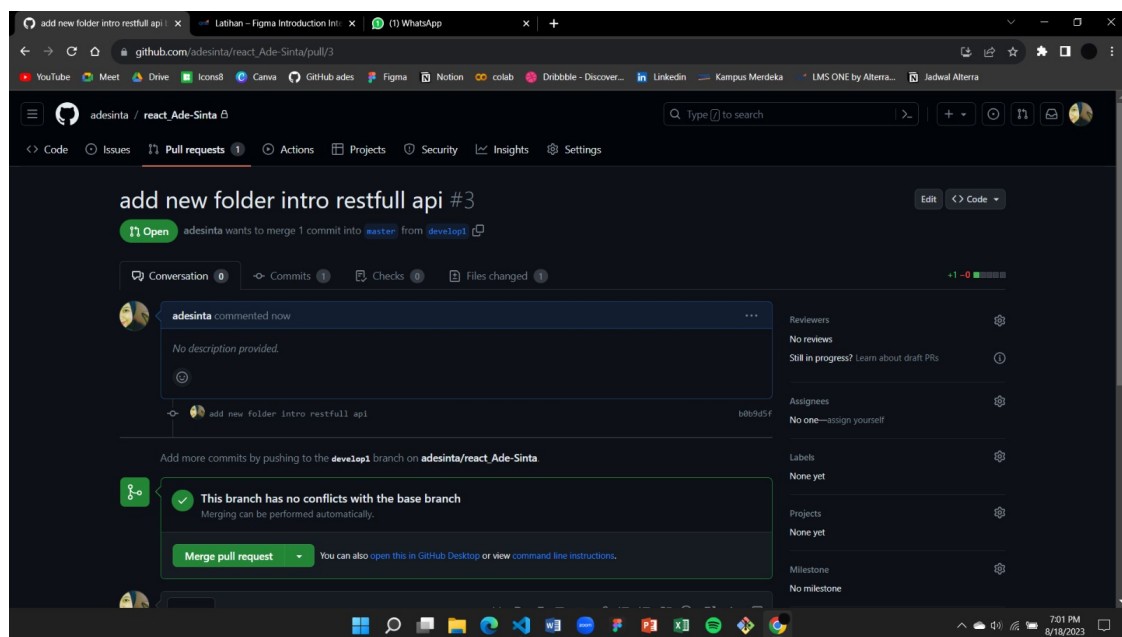 add new folder intro restfull api
Latihan – Figma Introduction Inte
(1) WhatsApp
github.com/adesinta/react_Ade-Sinta/pull/3
YouTube Meet Drive Icons8 Canva GitHub ades Figma Notion colab Dribbble - Discover... Linkedin Kampus Merdeka LMS ONE by Alterra... Jadwal Alterra
adesinta / react_Ade-Sinta
Type / to search
Code Issues Pull requests 1 Actions Projects Security Insights Settings
add new folder intro restfull api #3
Edit <> Code
Open adesinta wants to merge 1 commit into master from develop1
Conversation 0 Commits 1 Checks 0 Files changed 1
+1 −0
adesinta commented now
No description provided.
add new folder intro restfull api b0b9d5f
Add more commits by pushing to the develop1 branch on adesinta/react_Ade-Sinta.
This branch has no conflicts with the base branch
Merging can be performed automatically.
Merge pull request You can also open this in GitHub Desktop or view command line instructions.
Reviewers
No reviews
Still in progress? Learn about draft PRs
Assignees
No one—assign yourself
Labels
None yet
Projects
None yet
Milestone
No milestone
7:01 PM
8/18/2023